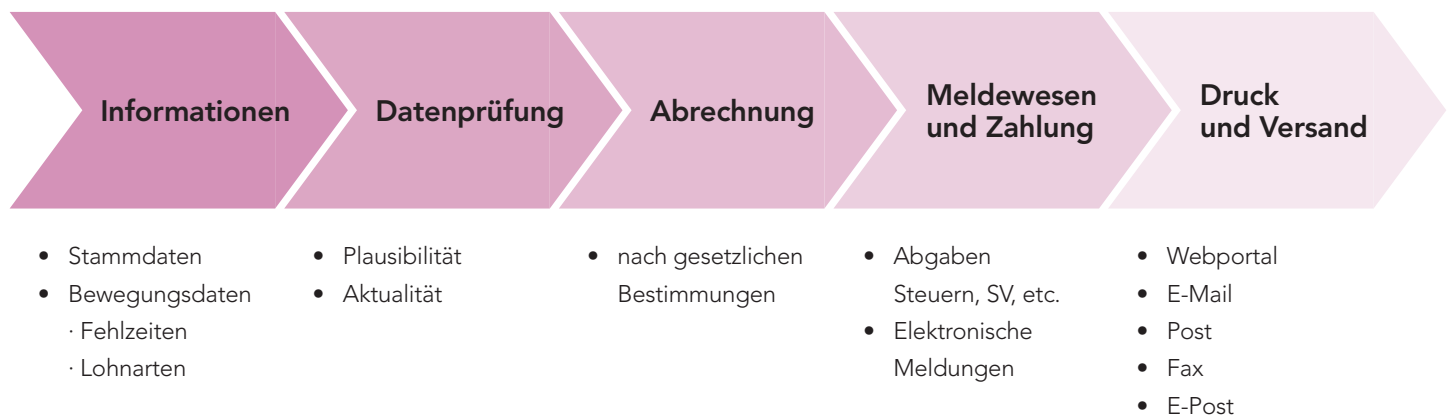 Informationen
Datenprüfung
Abrechnung
Meldewesen
und Zahlung
Druck
und Versand
• Stammdaten
• Bewegungsdaten
· Fehlzeiten
· Lohnarten
• Plausibilität
• Aktualität
• nach gesetzlichen
Bestimmungen
• Abgaben
Steuern, SV, etc.
• Elektronische
Meldungen
• Webportal
• E-Mail
• Post
• Fax
• E-Post